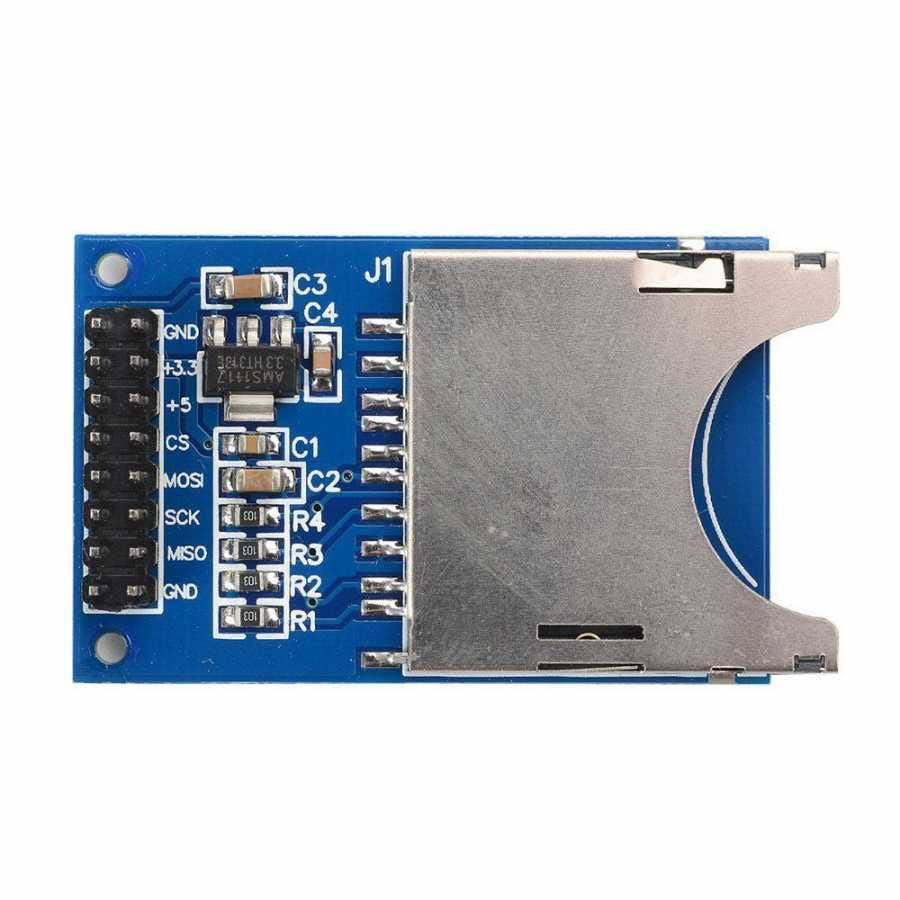 J1
C3
C4
GND
+3.3
+5
CS
MOSI
SCK
MISO
GND
AMS1117
3.3 HT318E
C1
C2
R4
103
R3
103
R2
103
R1
103